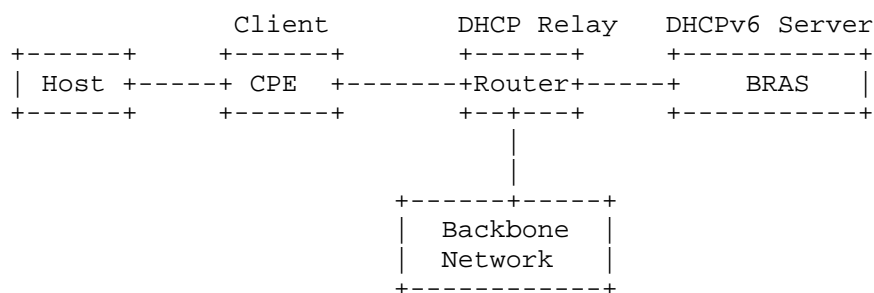 Client DHCP Relay DHCPv6 Server
+------+ +------+ +------+ +-----------+
| Host +-----+ CPE +-------+Router+-----+ BRAS |
+------+ +------+ +--+---+ +-----------+
|
|
+------+-----+
| Backbone |
| Network |
+------------+